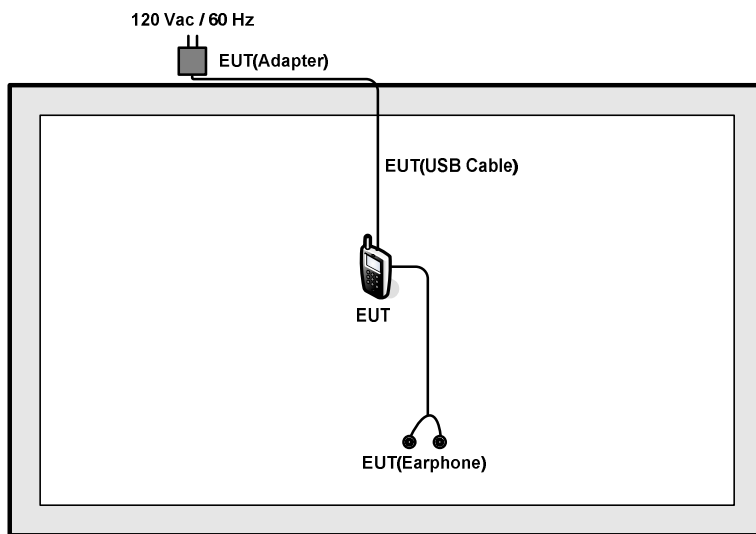 120 Vac / 60 Hz
EUT(Adapter)
EUT(USB Cable)
EUT
EUT(Earphone)